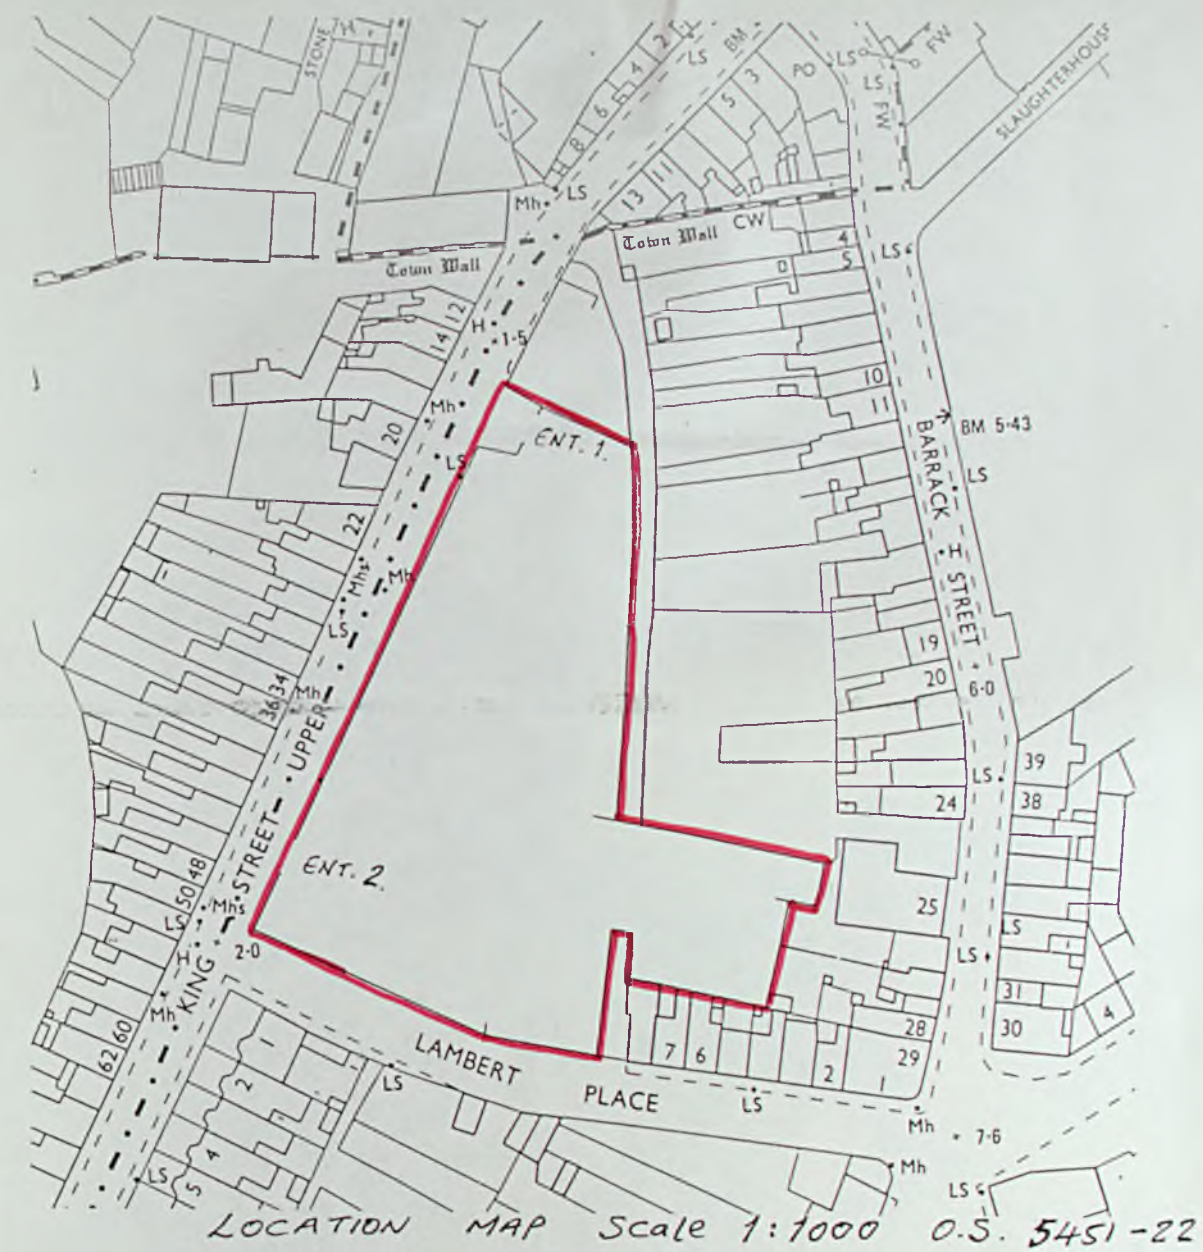 STONE
H
2
4
6
8
LS
BM
3
5
PO
LS
FW
LS
FW
SLAUGHTERHOUSE
11
13
Mh
LS
Town Wall
CW
Town Wall
4
5
LS
12
14
H
1-5
10
11
Mh
20
ENT. 1.
LS
BM 5-43
BARRACK STREET
LS
22
Mhs
Mh
LS
H
19
20
6-0
34
36
Mh
UPPER
39
LS
38
24
48
50
STREET
ENT. 2.
Mhs
LS
25
LS
2-0
H
LS
KING
31
30
4
Mh
60
62
1
2
LAMBERT PLACE
7
6
2
28
29
LS
LS
Mh
7-6
4
5
LS
Mh
LS
LOCATION MAP Scale 1:1000 O.S. 5451-22